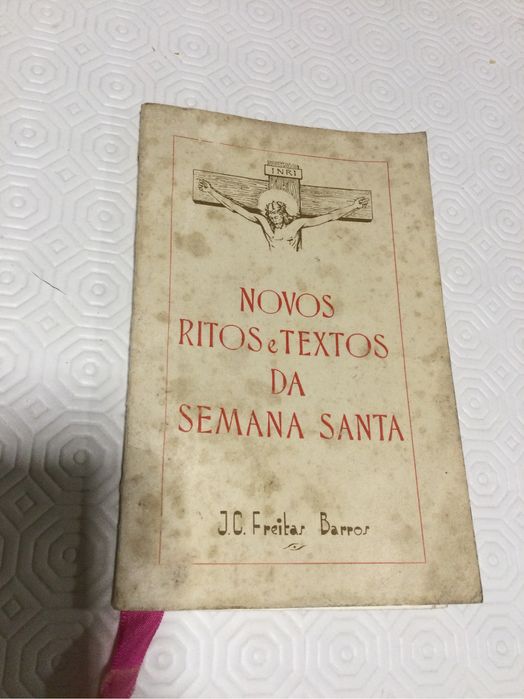 INRI
NOVOS
RITOS e TEXTOS
DA
SEMANA SANTA
J.C. Freitas Barros